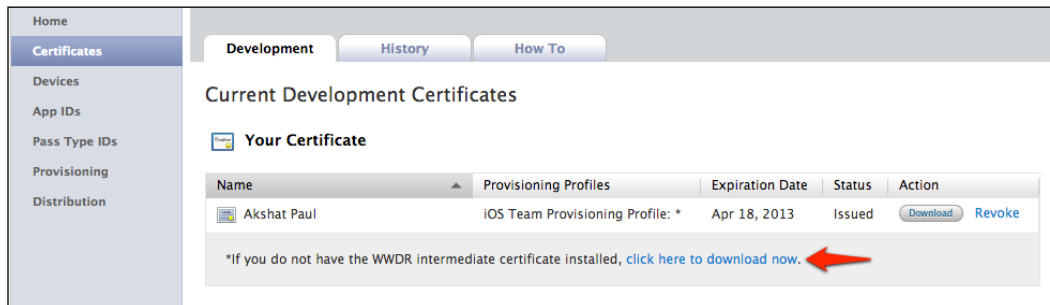 Home
Certificates
Devices
App IDs
Pass Type IDs
Provisioning
Distribution
Development History How To
Current Development Certificates
Your Certificate
Name Provisioning Profiles Expiration Date Status Action
Akshat Paul iOS Team Provisioning Profile: * Apr 18, 2013 Issued Download Revoke
*If you do not have the WWDR intermediate certificate installed, click here to download now.